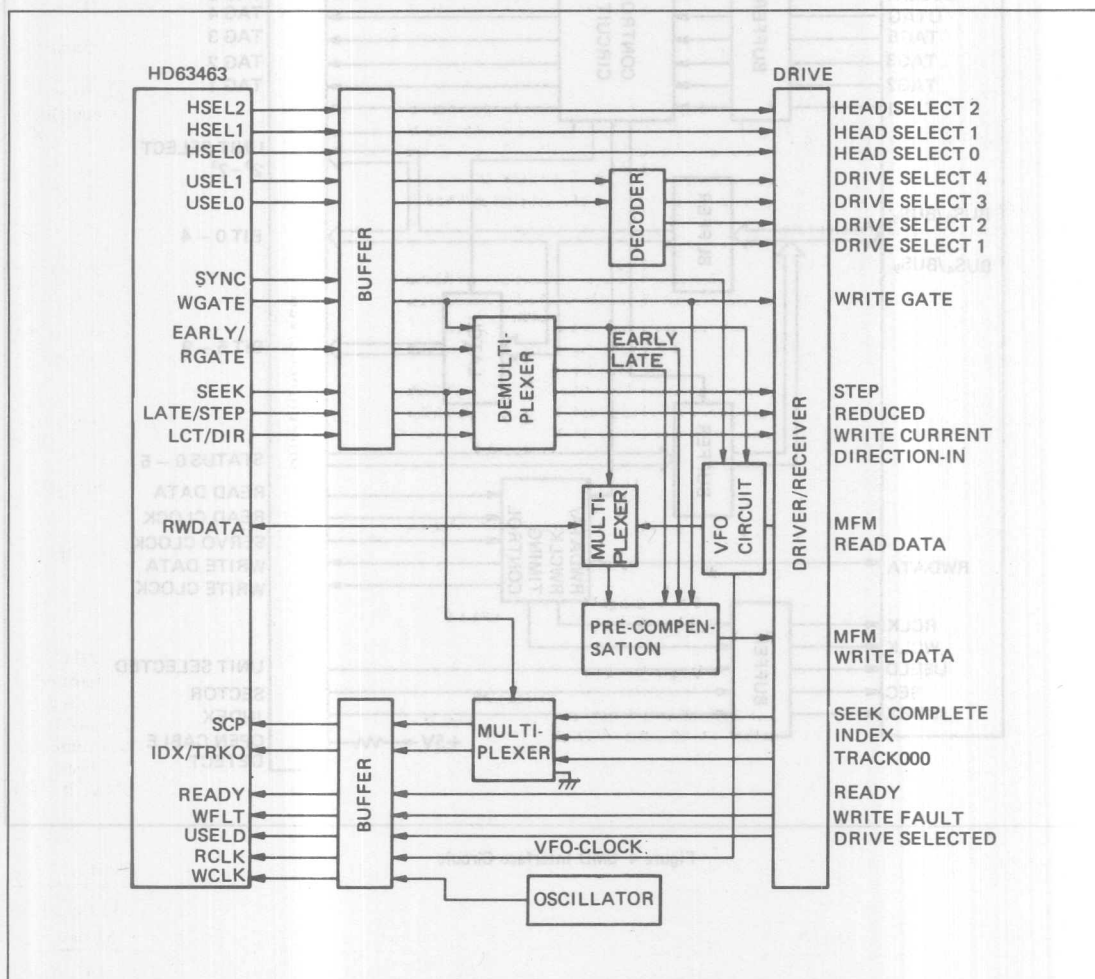 HD63463
DRIVE
HSEL2
HSEL1
HSEL0
USEL1
USEL0
SYNC
WGATE
EARLY/
RGATE
SEEK
LATE/STEP
LCT/DIR
RWDATA
SCP
IDX/TRKO
READY
WFLT
USELD
RCLK
WCLK
BUFFER
BUFFER
DECODER
DEMULTI-
PLEXER
EARLY
LATE
MULTI-
PLEXER
VFO
CIRCUIT
PRE-COMPEN-
SATION
MULTI-
PLEXER
VFO-CLOCK
OSCILLATOR
DRIVER/RECEIVER
HEAD SELECT 2
HEAD SELECT 1
HEAD SELECT 0
DRIVE SELECT 4
DRIVE SELECT 3
DRIVE SELECT 2
DRIVE SELECT 1
WRITE GATE
STEP
REDUCED
WRITE CURRENT
DIRECTION-IN
MFM
READ DATA
MFM
WRITE DATA
SEEK COMPLETE
INDEX
TRACK000
READY
WRITE FAULT
DRIVE SELECTED